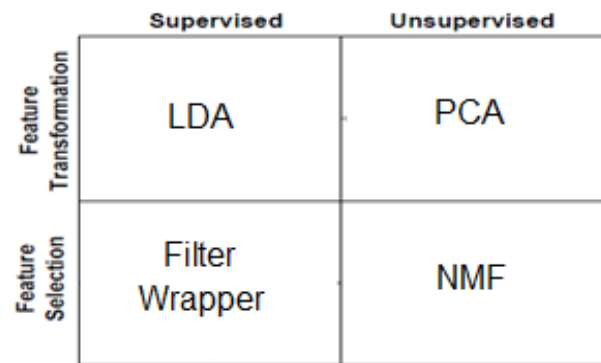 Supervised
Unsupervised
Feature
Transformation
LDA
PCA
Feature
Selection
Filter
Wrapper
NMF